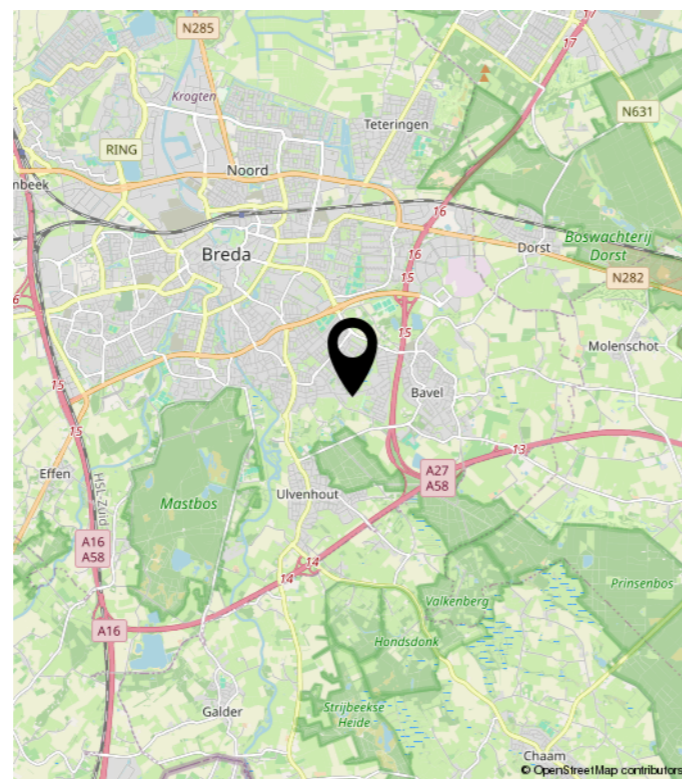 17
N285
17
Krogten
N631
Teteringen
RING
Noord
nbeek
16
Dorst
Boswachterij
Dorst
16
Breda
15
N282
6
15
Molenschot
15
Bavel
15
13
Effen
A27
A58
HSL-Zuid
Ulvenhout
Mastbos
A16
A58
14
14
Prinsenbos
Valkenberg
A16
Hondsdonk
Galder
Strijbeekse
Heide
Chaam
© OpenStreetMap contributors